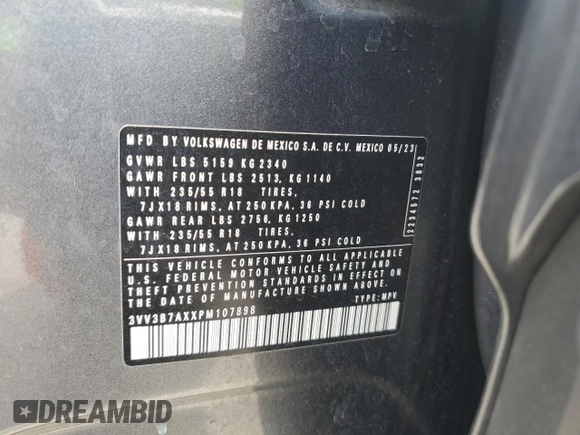 MFD BY VOLKSWAGEN DE MEXICO S.A. DE C.V. MEXICO 05/23
GVWR LBS 5159 KG 2340
GAWR FRONT LBS 2513, KG 1140
WITH 235/55 R18 TIRES,
7JX18 RIMS, AT 250 KPA, 36 PSI COLD
GAWR REAR LBS 2756, KG 1250
WITH 235/55 R18 TIRES,
7JX18 RIMS, AT 250 KPA, 36 PSI COLD
THIS VEHICLE CONFORMS TO ALL APPLICABLE
U.S. FEDERAL MOTOR VEHICLE SAFETY AND
THEFT PREVENTION STANDARDS IN EFFECT ON
THE DATE OF MANUFACTURE SHOWN ABOVE.
3VV3B7AXXPM107898 TYPE:MPV
2234572 3832
DREAMBID